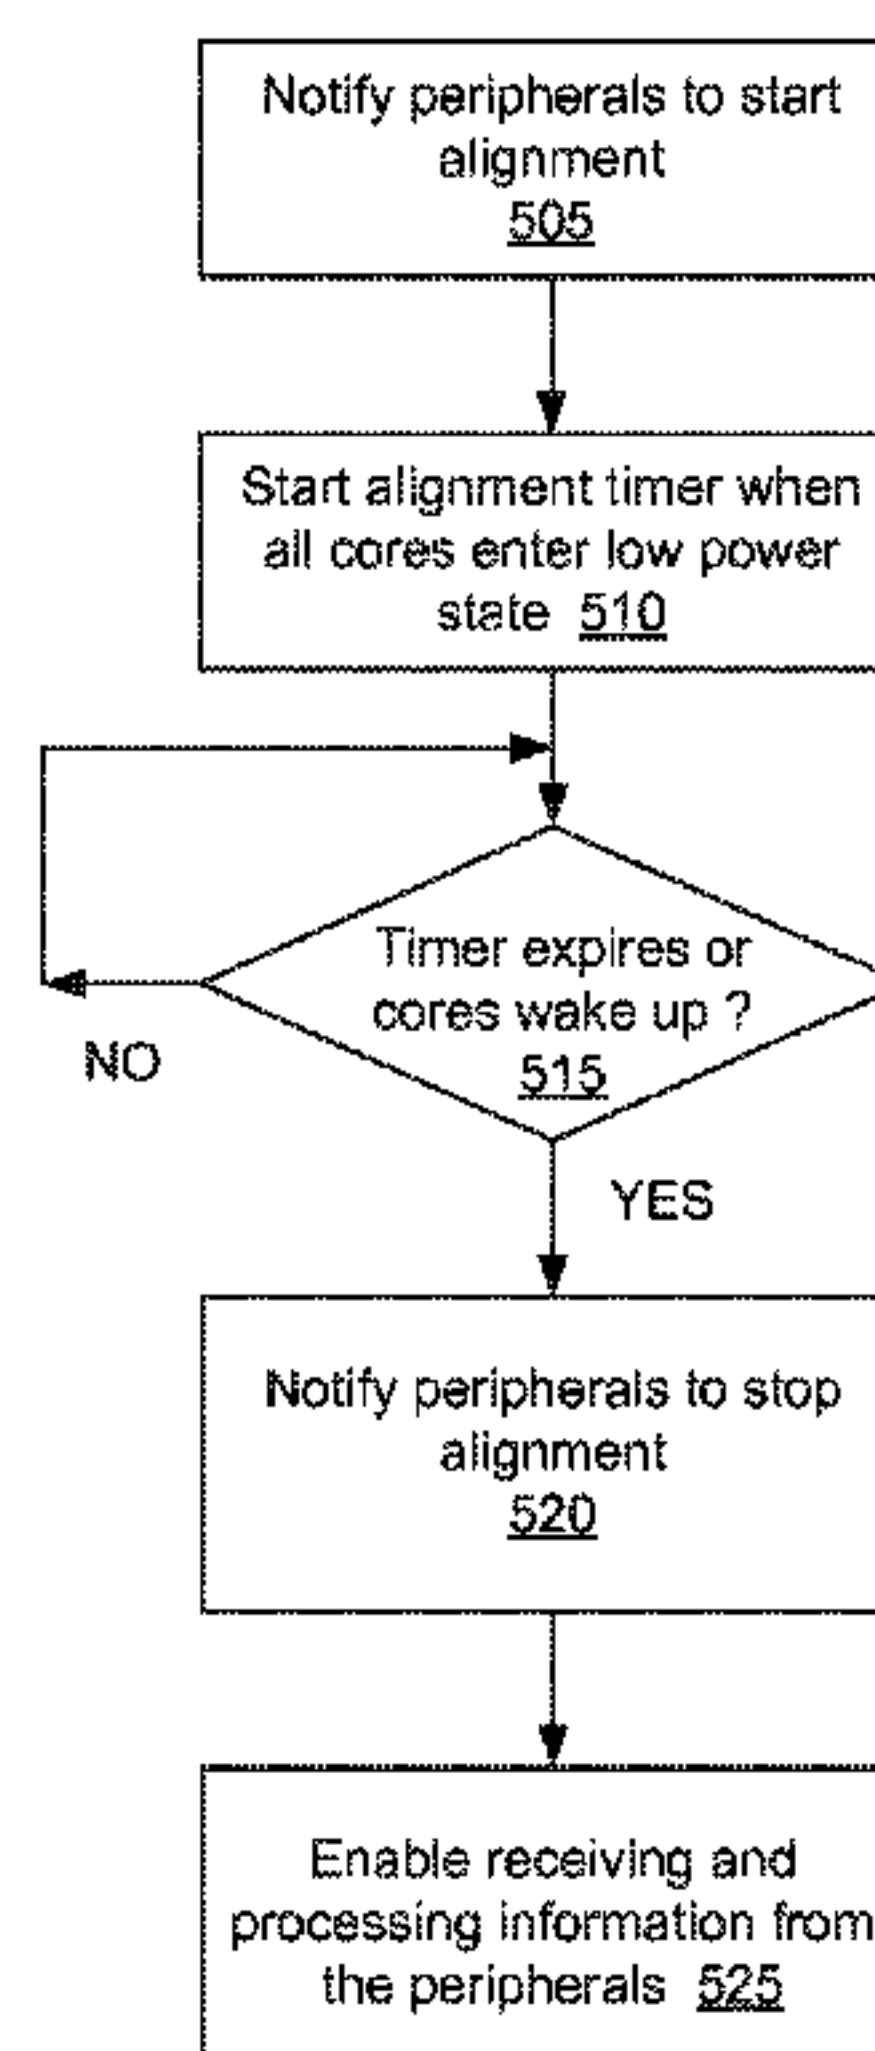 Notify peripherals to start
alignment
505
Start alignment timer when
all cores enter low power
state 510
Timer expires or
cores wake up ?
515
NO
YES
Notify peripherals to stop
alignment
520
Enable receiving and
processing information from
the peripherals 525